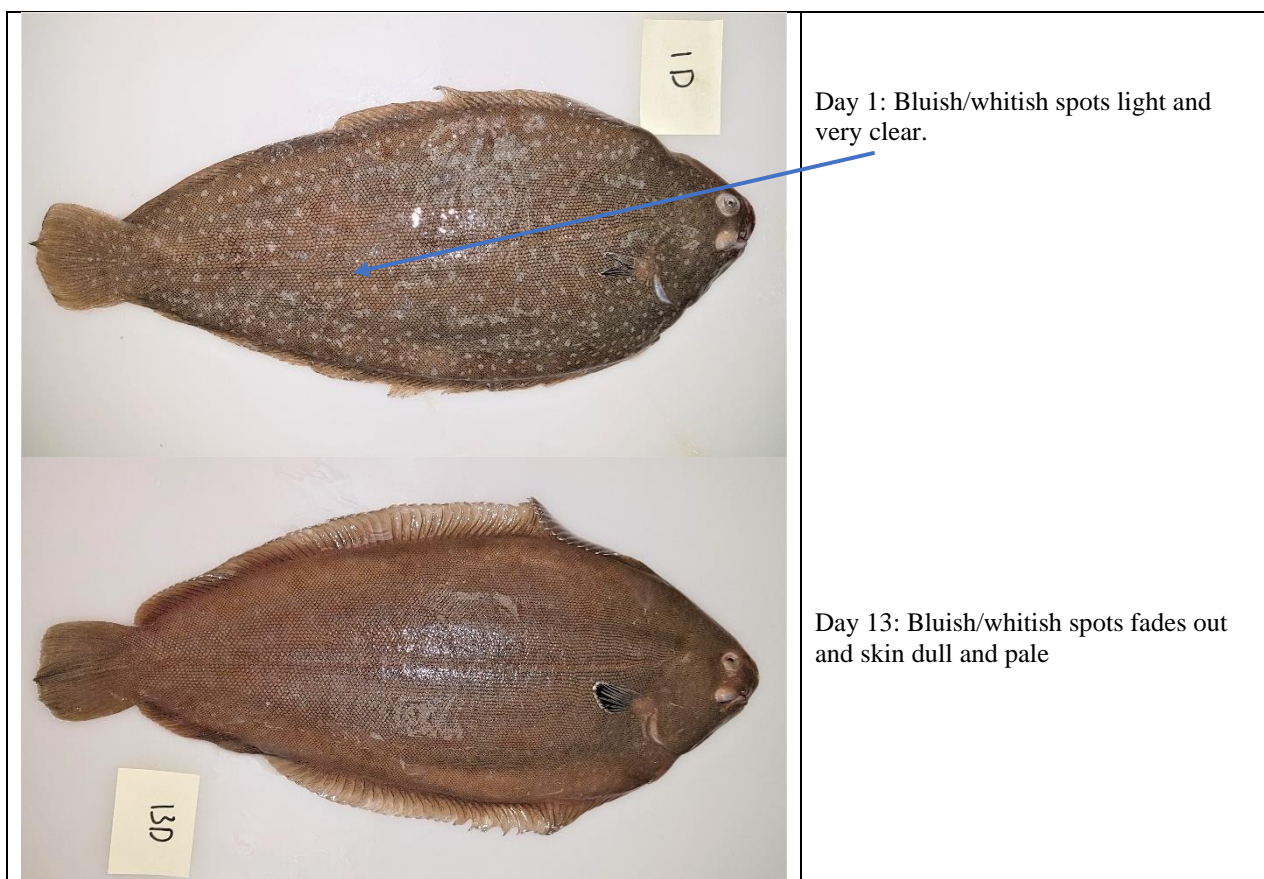 1D
Day 1: Bluish/whitish spots light and
very clear.
Day 13: Bluish/whitish spots fades out
and skin dull and pale
13D